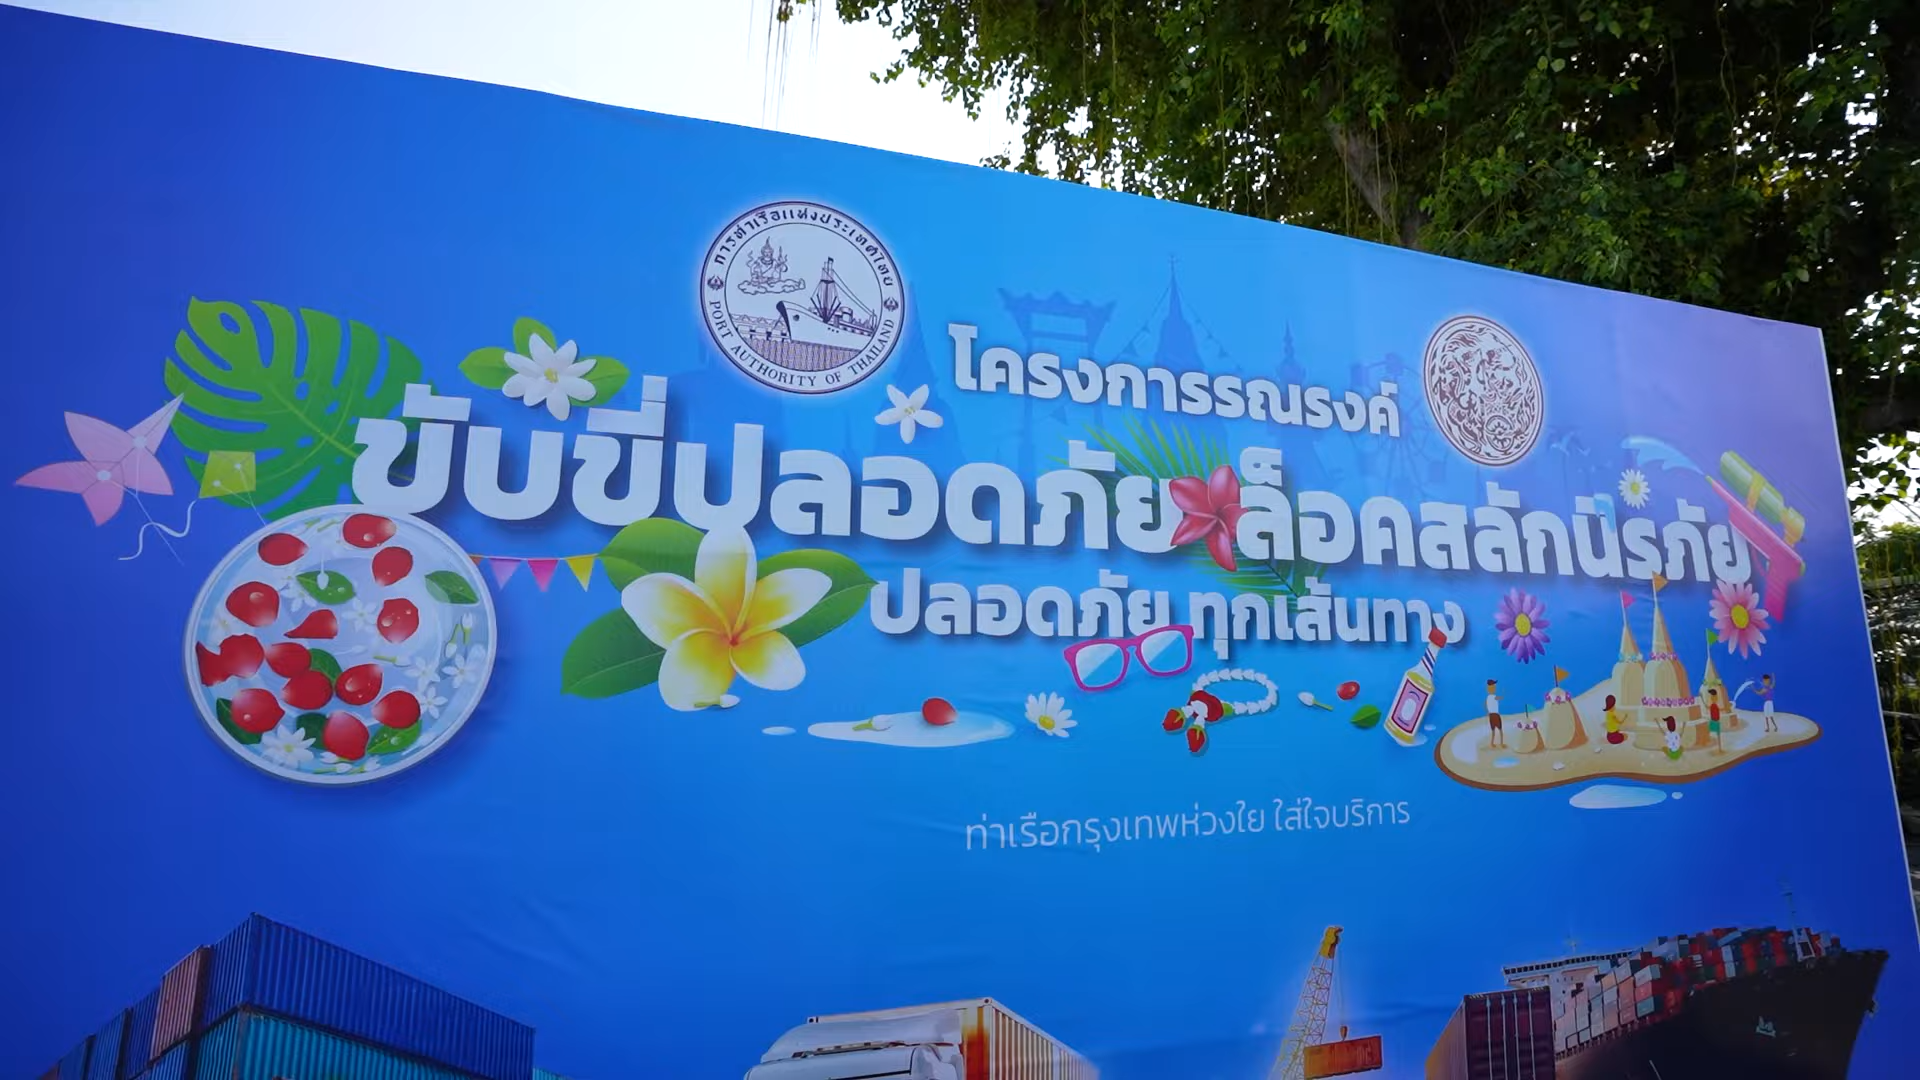 การท่าเรือแห่งประเทศไทย
PORT AUTHORITY OF THAILAND
โครงการรณรงค์
ขับขี่ปลอดภัย ล็อคสลักนิรภัย
ปลอดภัย ทุกเส้นทาง
ท่าเรือกรุงเทพห่วงใย ใส่ใจบริการ